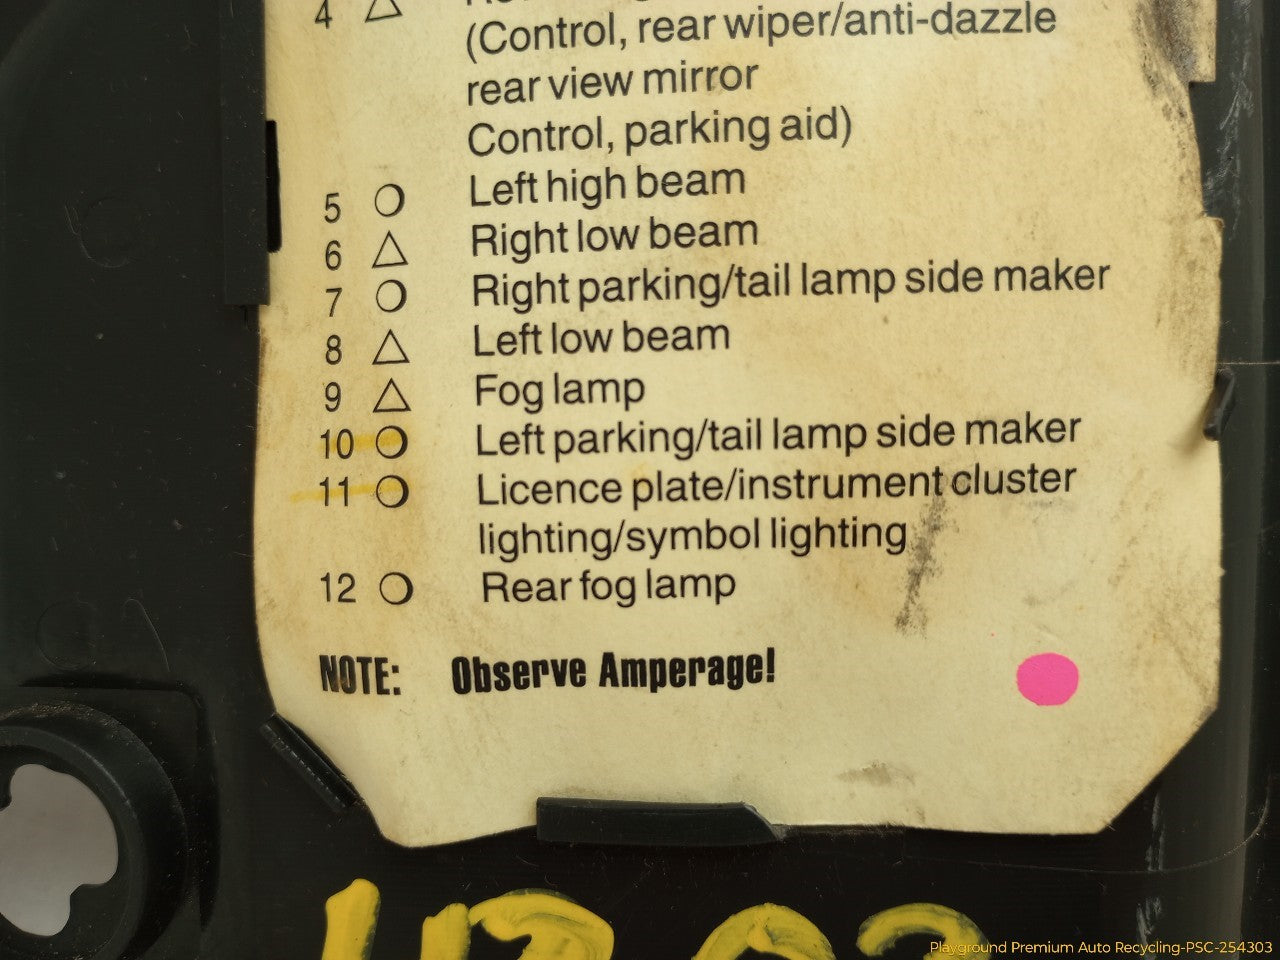 4 △
(Control, rear wiper/anti-dazzle
rear view mirror
Control, parking aid)
5 ○ Left high beam
6 △ Right low beam
7 ○ Right parking/tail lamp side maker
8 △ Left low beam
9 △ Fog lamp
10 ○ Left parking/tail lamp side maker
11 ○ Licence plate/instrument cluster
lighting/symbol lighting
12 ○ Rear fog lamp
NOTE: Observe Amperage!
Playground Premium Auto Recycling-PSC-254303